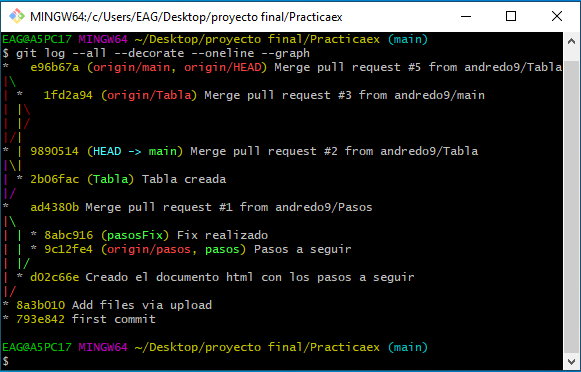 MINGW64:/c/Users/EAG/Desktop/proyecto final/Practicaex
EAG@A5PC17 MINGW64 ~/Desktop/proyecto final/Practicaex (main)
$ git log --all --decorate --oneline --graph
*   e96b67a (origin/main, origin/HEAD) Merge pull request #5 from andredo9/Tabla
|\
| *   1fd2a94 (origin/Tabla) Merge pull request #3 from andredo9/main
| |\
| |/
|/|
* | 9890514 (HEAD -> main) Merge pull request #2 from andredo9/Tabla
|\|
| * 2b06fac (Tabla) Tabla creada
|/
*   ad4380b Merge pull request #1 from andredo9/Pasos
|\
| | * 8abc916 (pasosFix) Fix realizado
| | * 9c12fe4 (origin/pasos, pasos) Pasos a seguir
| |/
| * d02c66e Creado el documento html con los pasos a seguir
|/
* 8a3b010 Add files via upload
* 793e842 first commit
EAG@A5PC17 MINGW64 ~/Desktop/proyecto final/Practicaex (main)
$